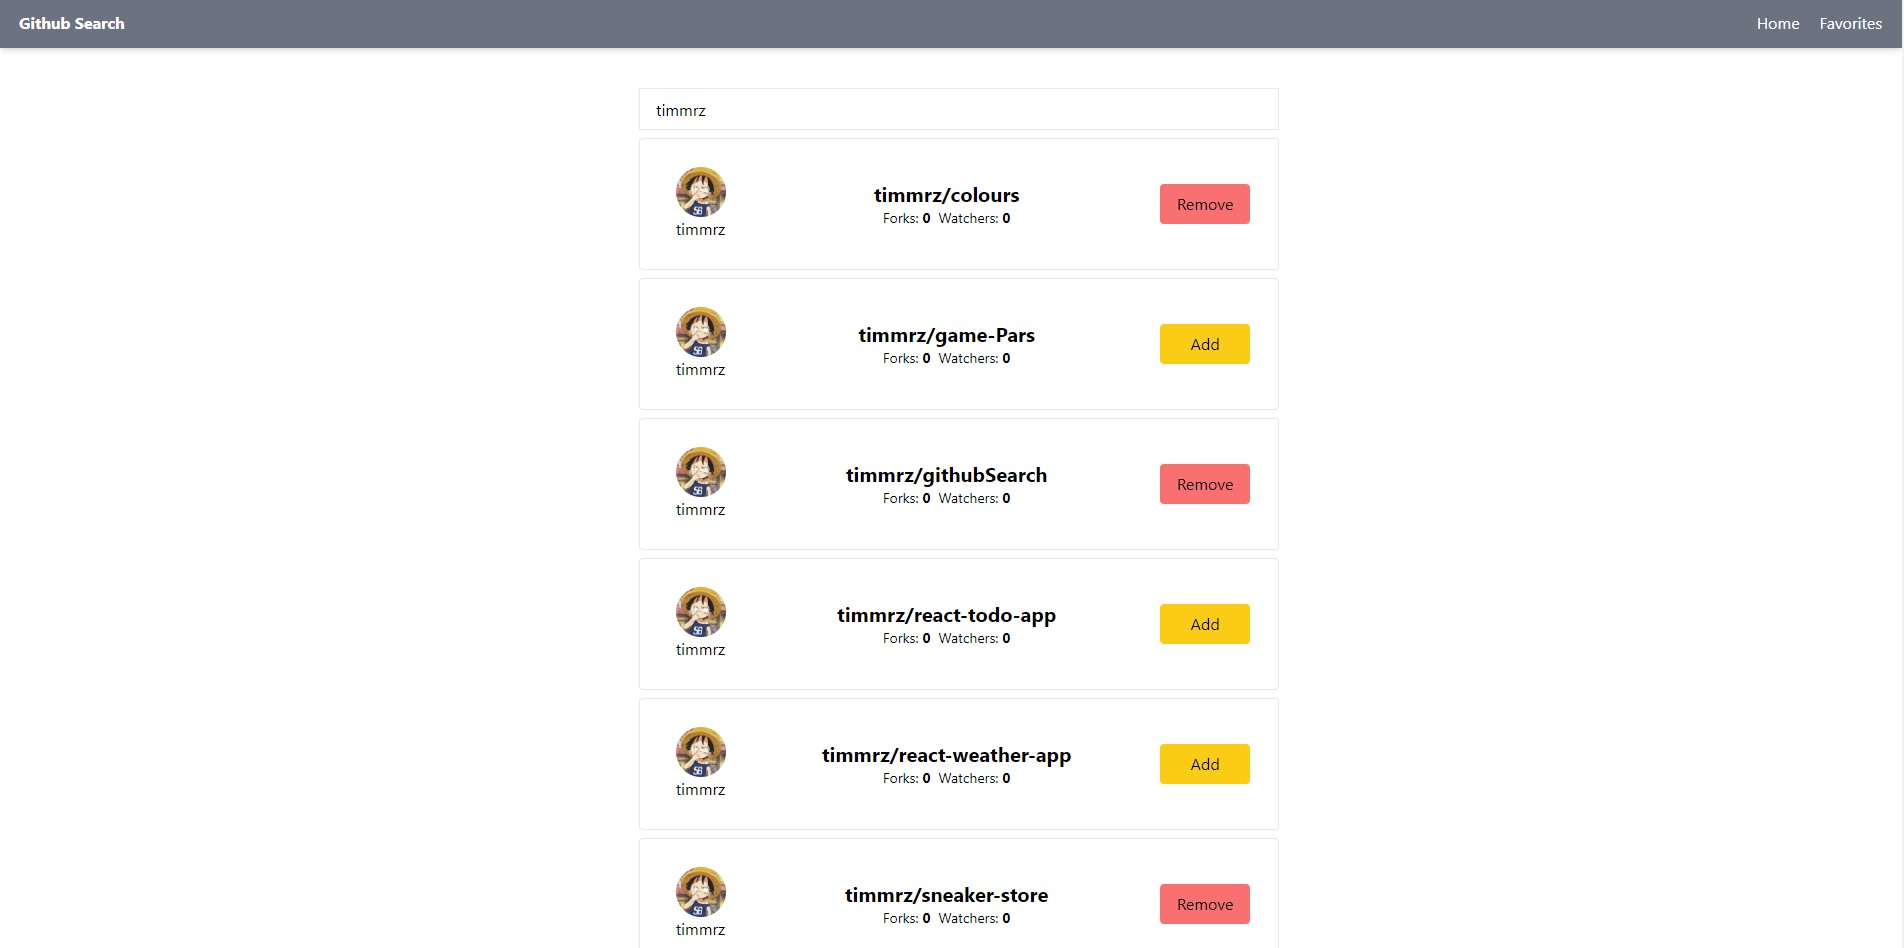 Github Search
Home Favorites
timmrz
timmrz/colours
Forks: 0 Watchers: 0
Remove
timmrz
timmrz/game-Pars
Forks: 0 Watchers: 0
Add
timmrz
timmrz/githubSearch
Forks: 0 Watchers: 0
Remove
timmrz
timmrz/react-todo-app
Forks: 0 Watchers: 0
Add
timmrz
timmrz/react-weather-app
Forks: 0 Watchers: 0
Add
timmrz
timmrz/sneaker-store
Forks: 0 Watchers: 0
Remove
timmrz